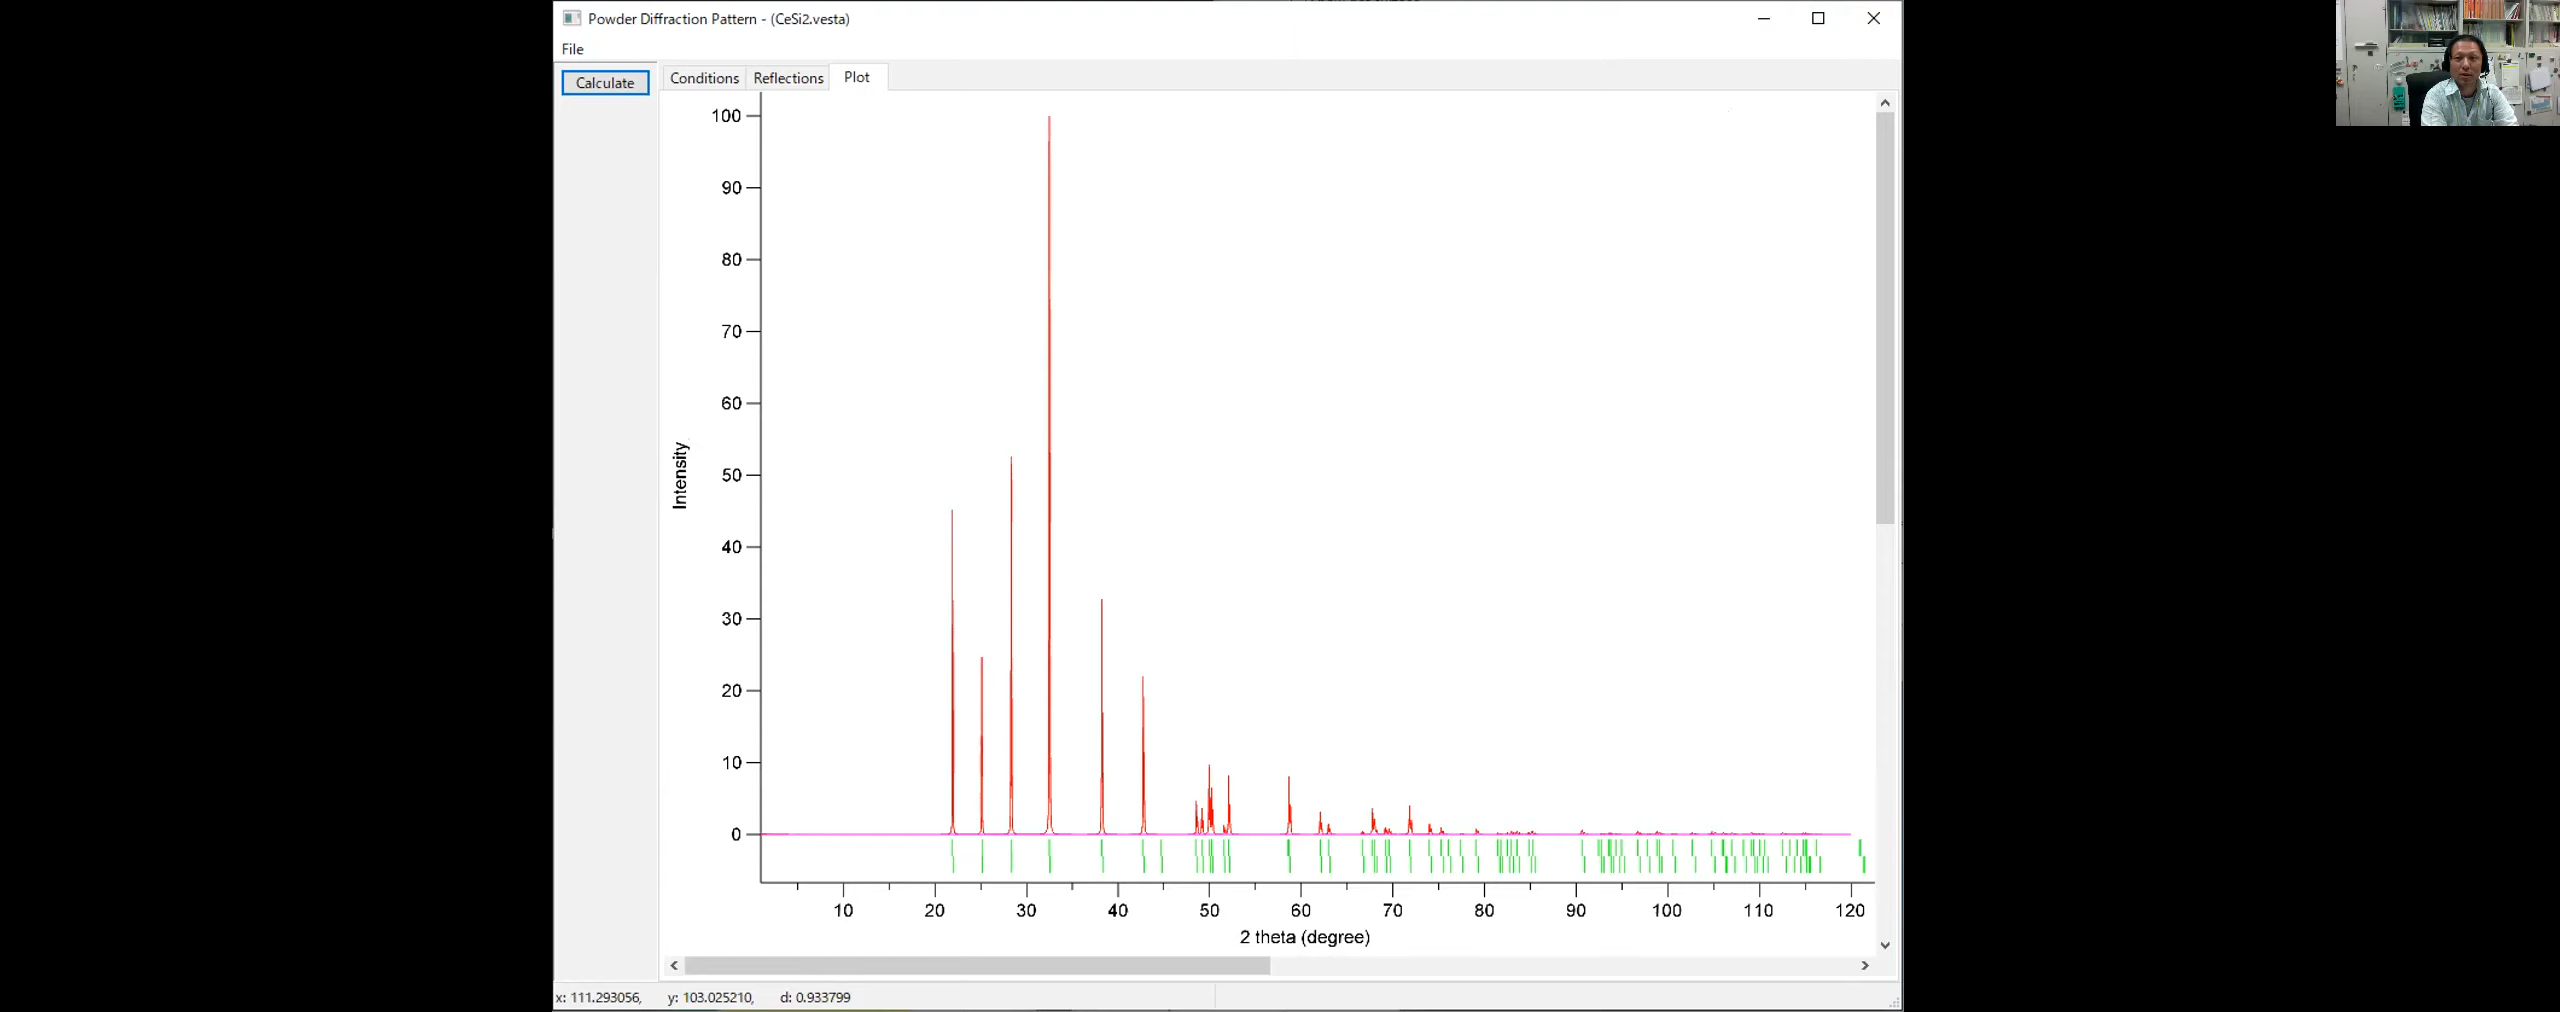 Powder Diffraction Pattern - (CeSi2.vesta)
File
Calculate
Conditions Reflections Plot
100
90
80
70
60
50
40
30
20
10
0
Intensity
10 20 30 40 50 60 70 80 90 100 110 120
2 theta (degree)
x: 111.293056, y: 103.025210, d: 0.933799